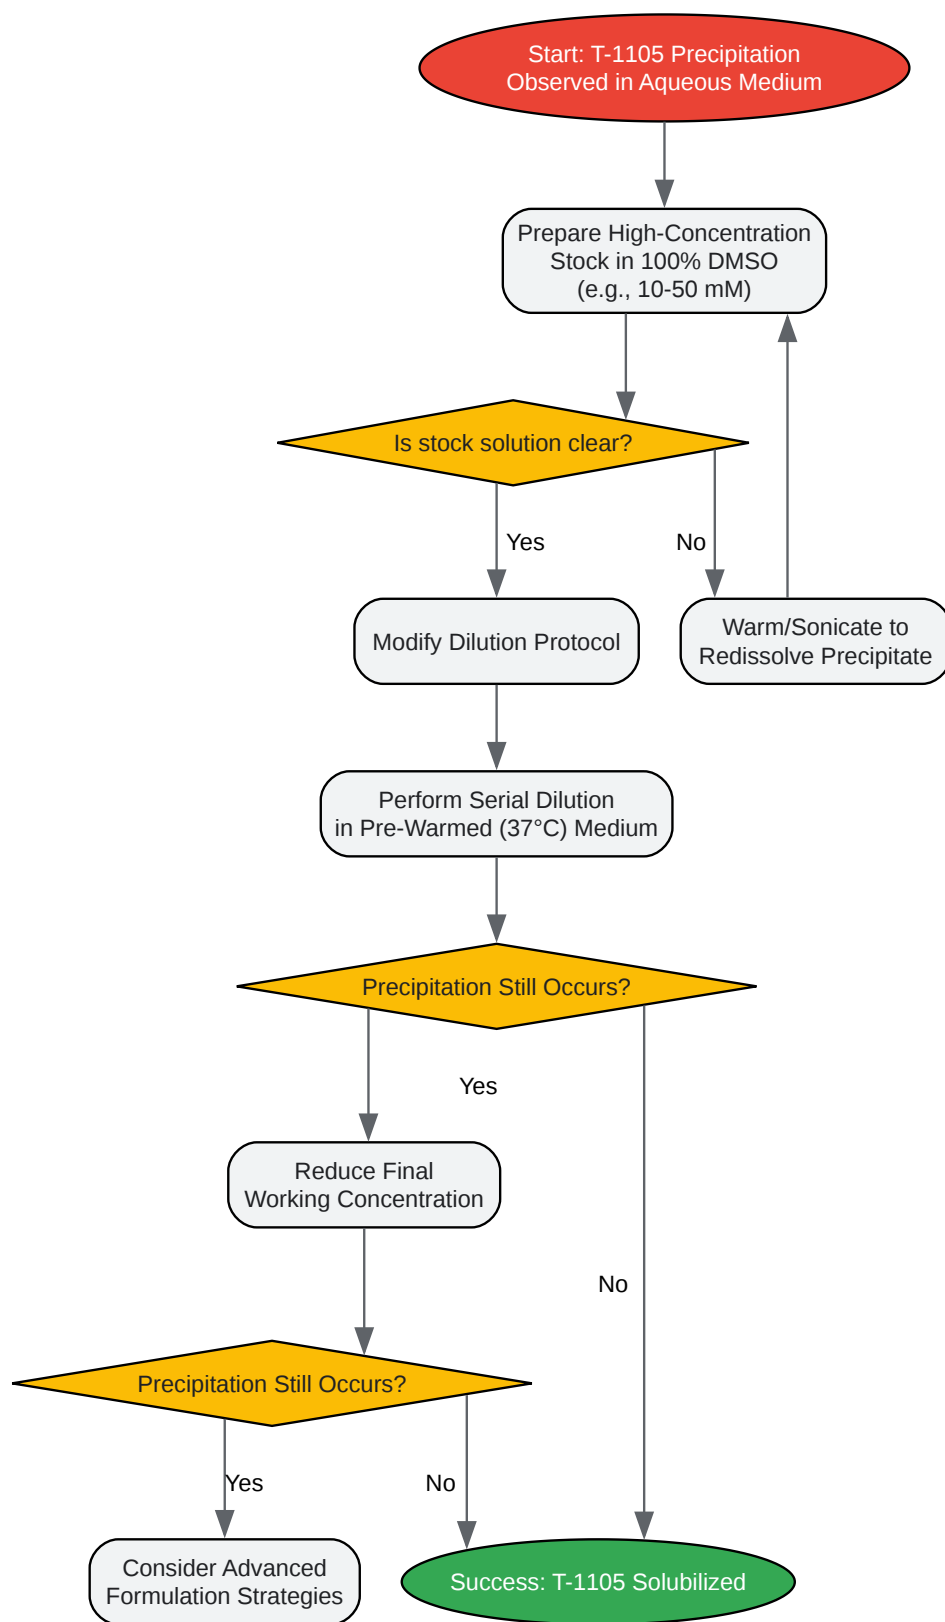 Start: T-1105 Precipitation
Observed in Aqueous Medium
Prepare High-Concentration
Stock in 100% DMSO
(e.g., 10-50 mM)
Is stock solution clear?
Yes
No
Modify Dilution Protocol
Warm/Sonicate to
Redissolve Precipitate
Perform Serial Dilution
in Pre-Warmed (37°C) Medium
Precipitation Still Occurs?
Yes
Reduce Final
Working Concentration
No
Precipitation Still Occurs?
Yes
No
Consider Advanced
Formulation Strategies
Success: T-1105 Solubilized